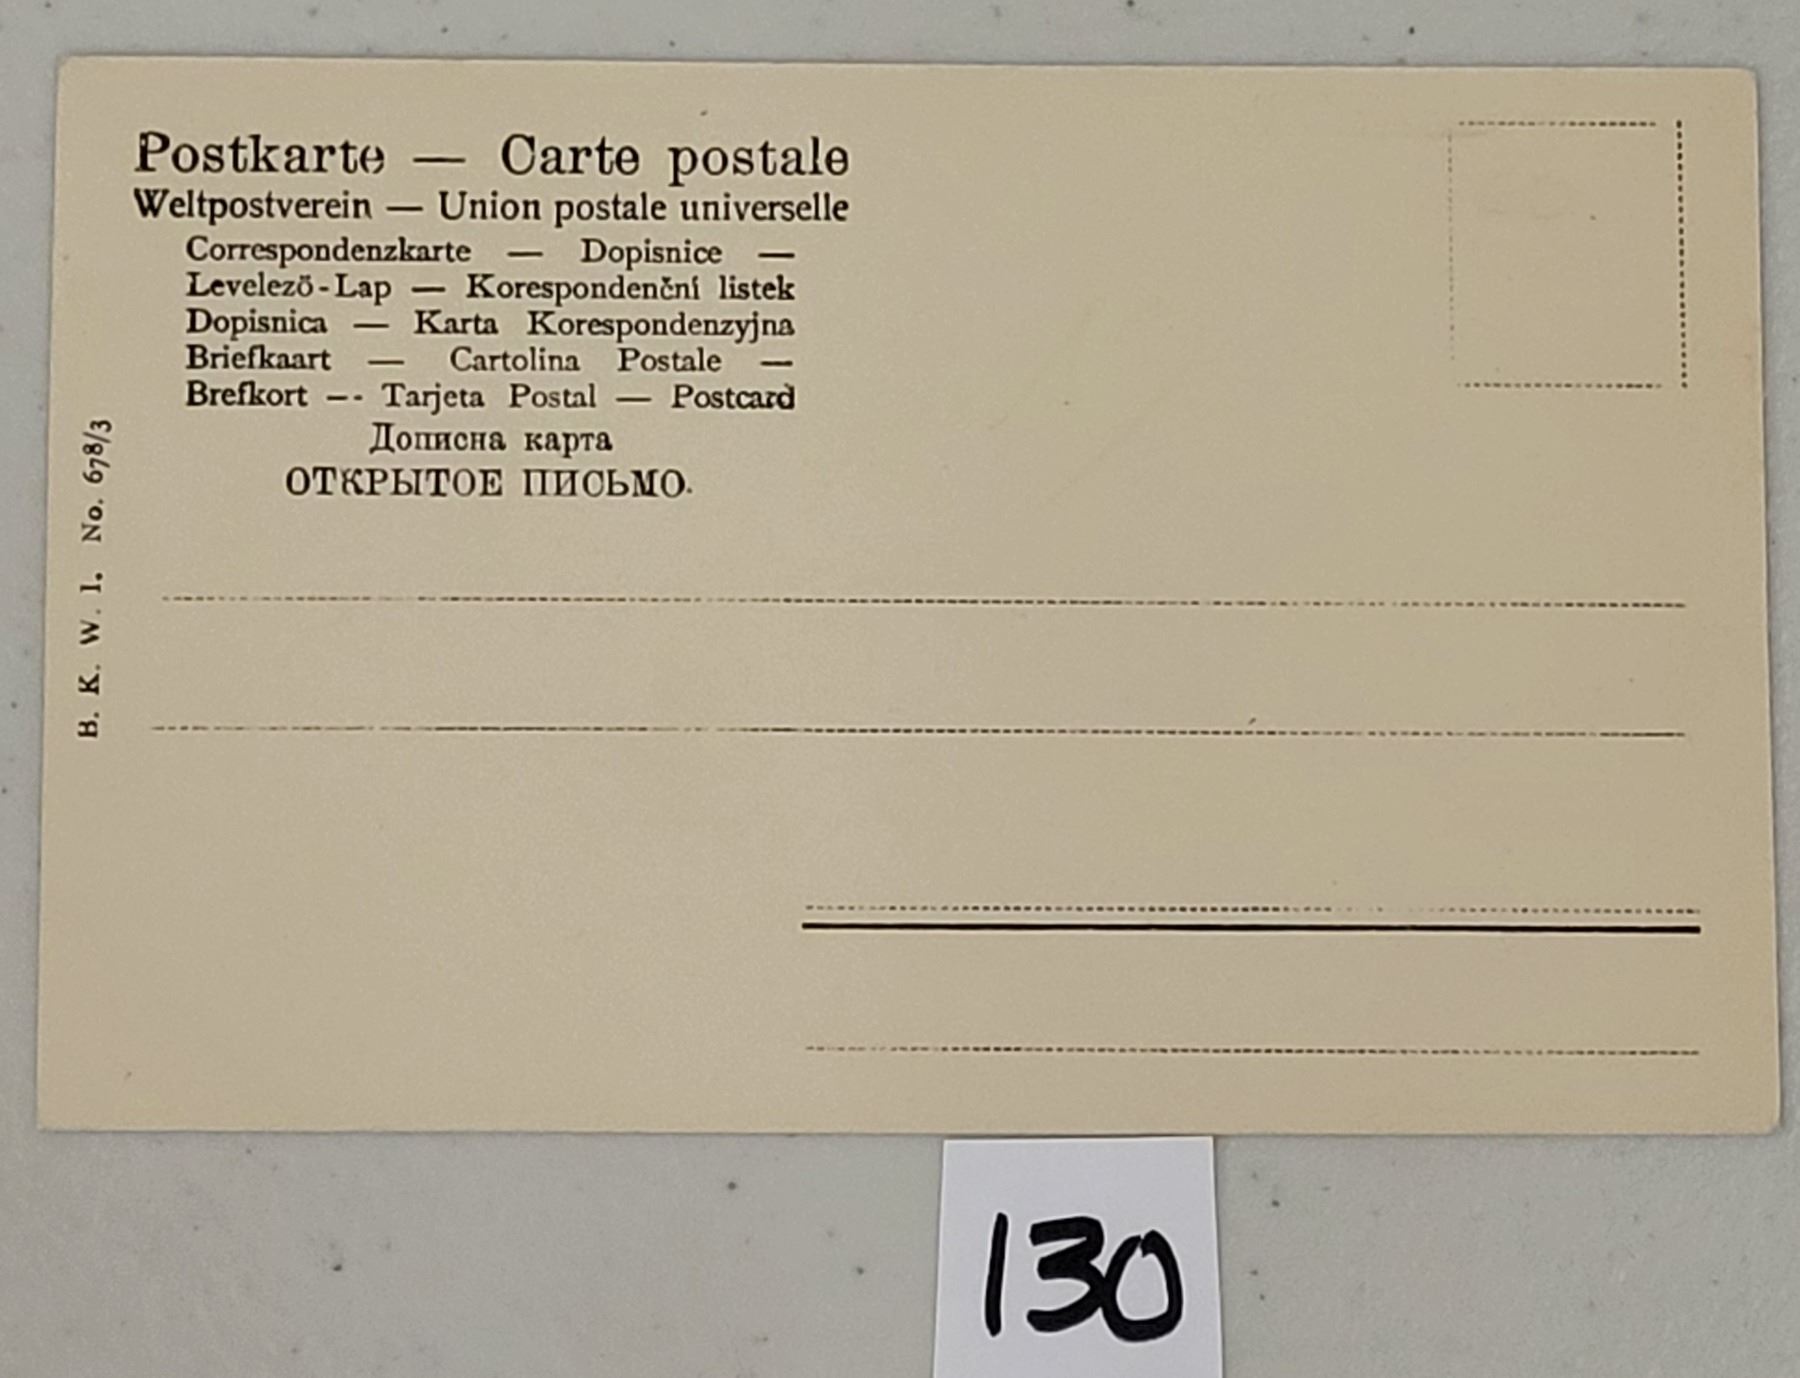 Postkarte — Carte postale
Weltpostverein — Union postale universelle
Correspondenzkarte — Dopisnice —
Levelező-Lap — Korespondenční listek
Dopisnica — Karta Korespondenzyjna
Briefkaart — Cartolina Postale —
Brefkort -- Tarjeta Postal — Postcard
Дописна карта
ОТКРЫТОЕ ПИСЬМО.
B. K. W. I. No. 678/3
130